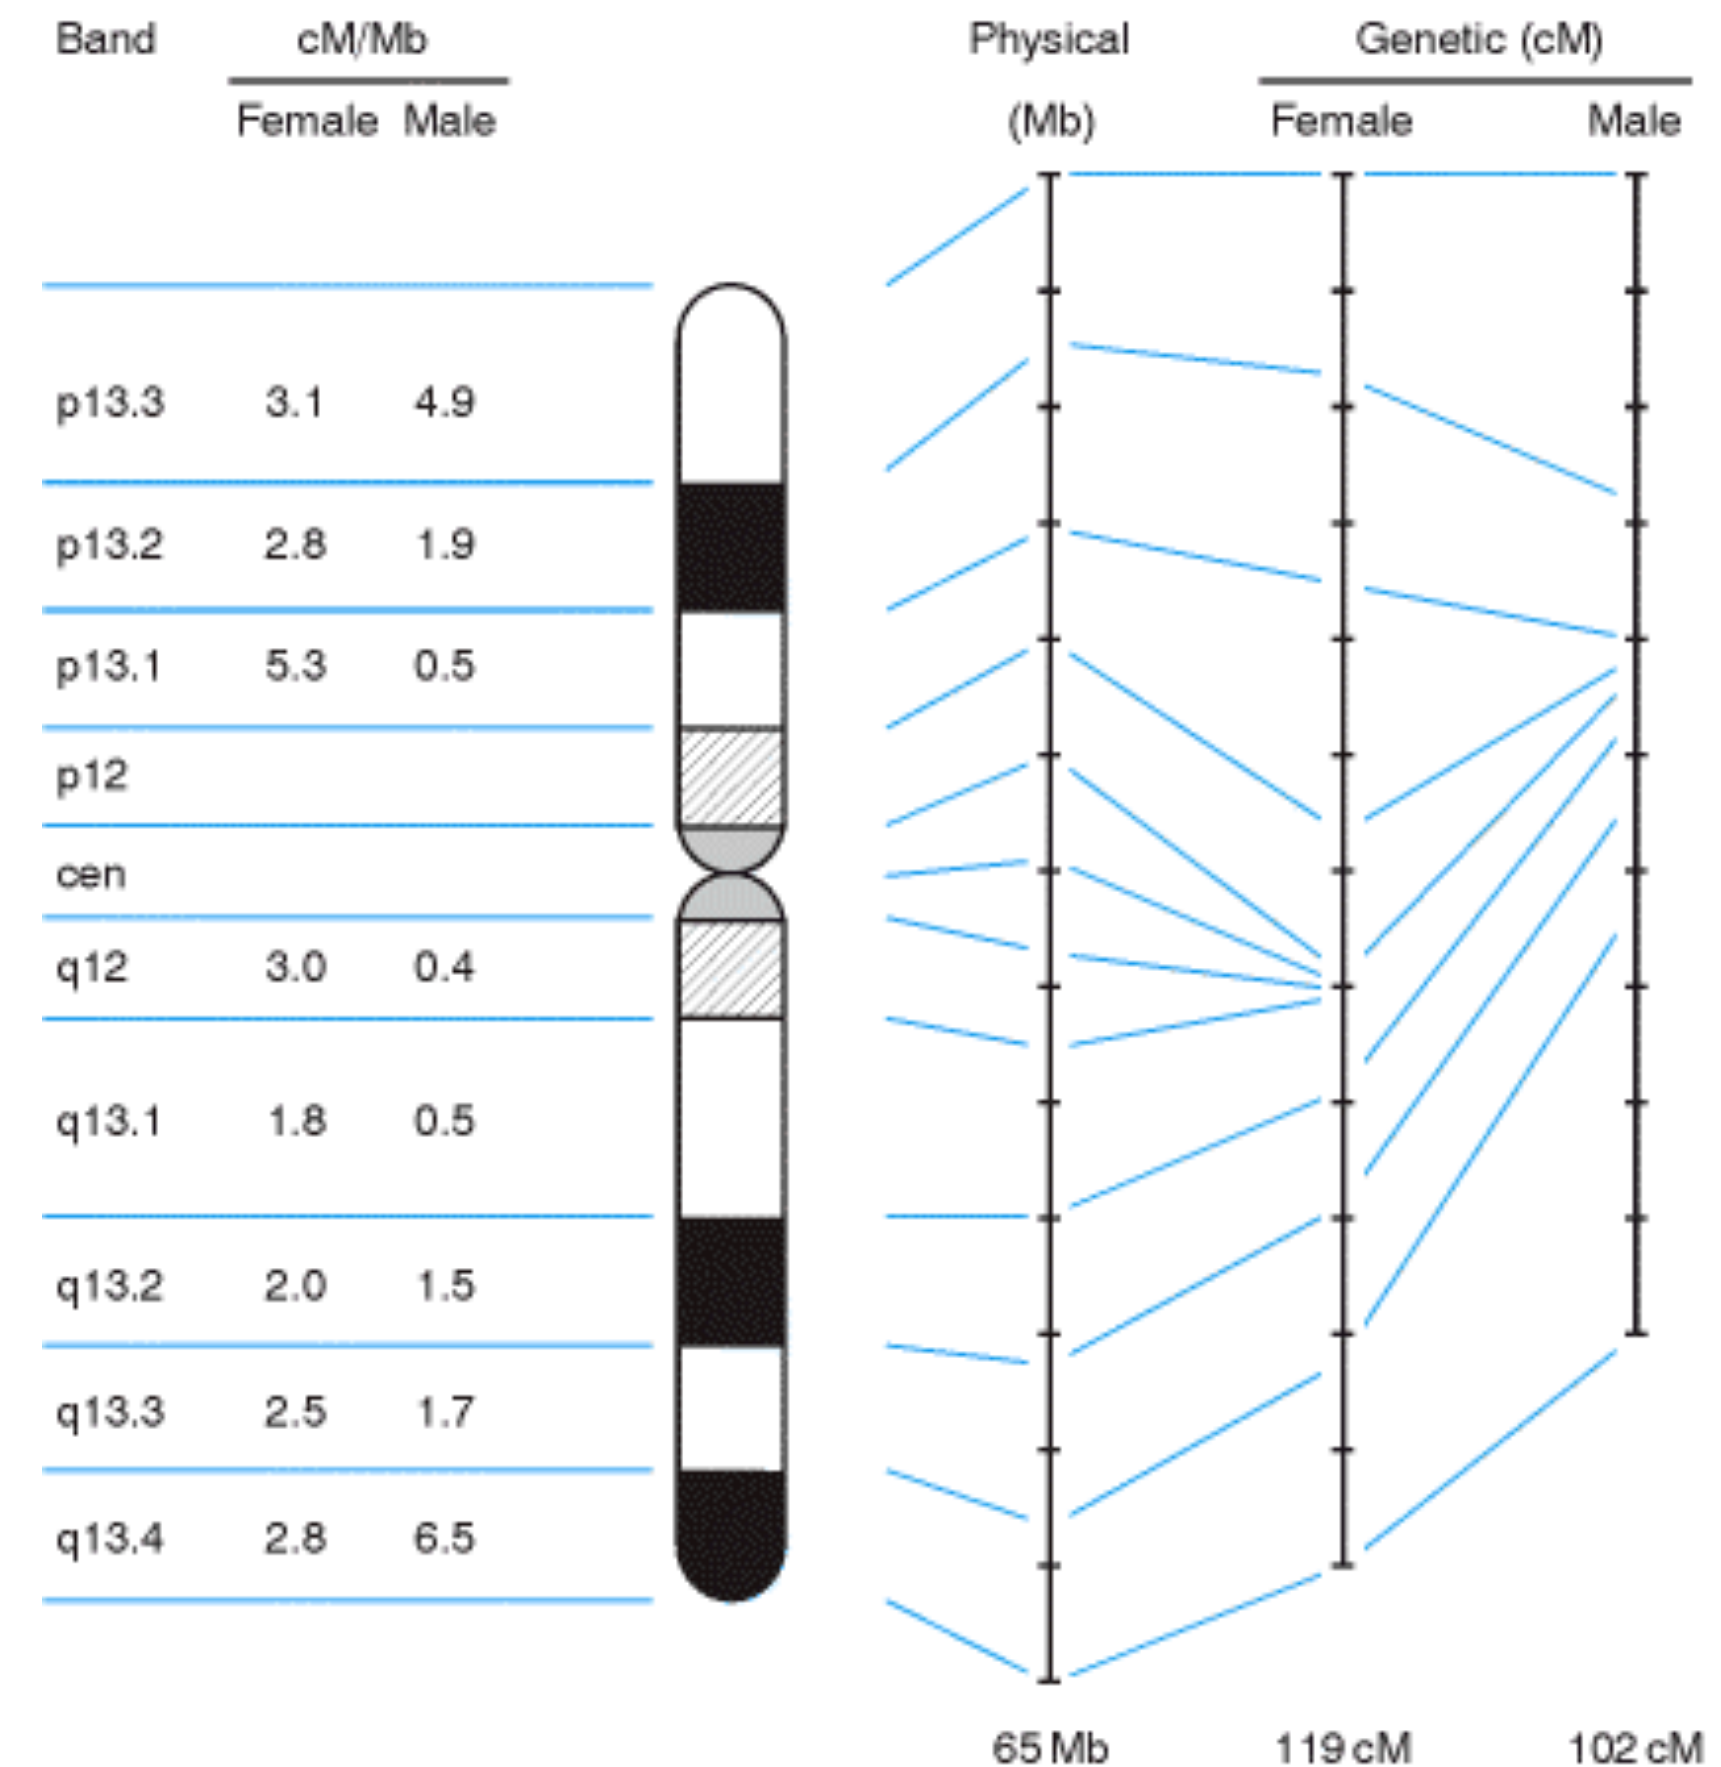 Band cM/Mb Physical Genetic (cM)
Female Male (Mb) Female Male
p13.3 3.1 4.9
p13.2 2.8 1.9
p13.1 5.3 0.5
p12
cen
q12 3.0 0.4
q13.1 1.8 0.5
q13.2 2.0 1.5
q13.3 2.5 1.7
q13.4 2.8 6.5
65 Mb 119 cM 102 cM